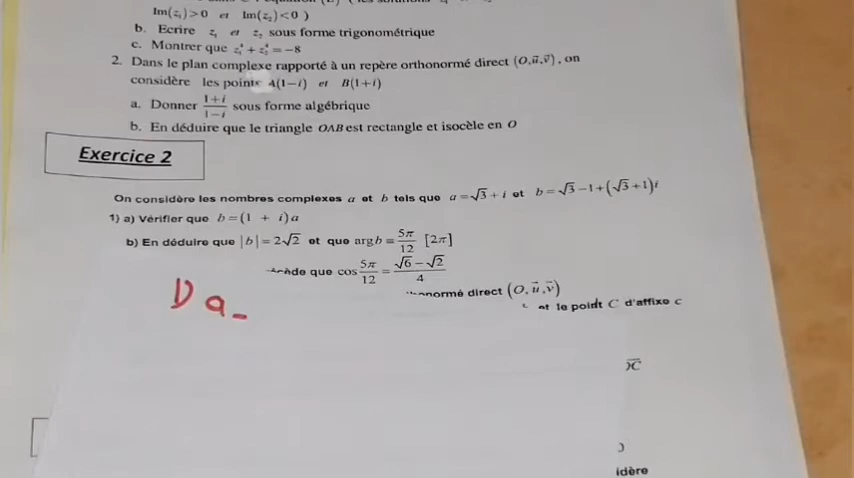 Im(z₁)>0 et Im(z₂)<0 )
b. Ecrire z₁ et z₂ sous forme trigonométrique
c. Montrer que z₁⁴ + z₂⁴ = -8
2. Dans le plan complexe rapporté à un repère orthonormé direct (O,u⃗,v⃗), on
considère les points A(1-i) et B(1+i)
a. Donner (1+i)/(1-i) sous forme algébrique
b. En déduire que le triangle OAB est rectangle et isocèle en O
Exercice 2
On considère les nombres complexes a et b tels que a = √3 + i et b = √3 - 1 + (√3 + 1)i
1) a) Vérifier que b = (1 + i)a
b) En déduire que |b| = 2√2 et que arg b ≡ 5π/12 [2π]
que cos 5π/12 = (√6 - √2)/4
direct (O, u⃗, v⃗)
et le point C d'affixe c
1) a_